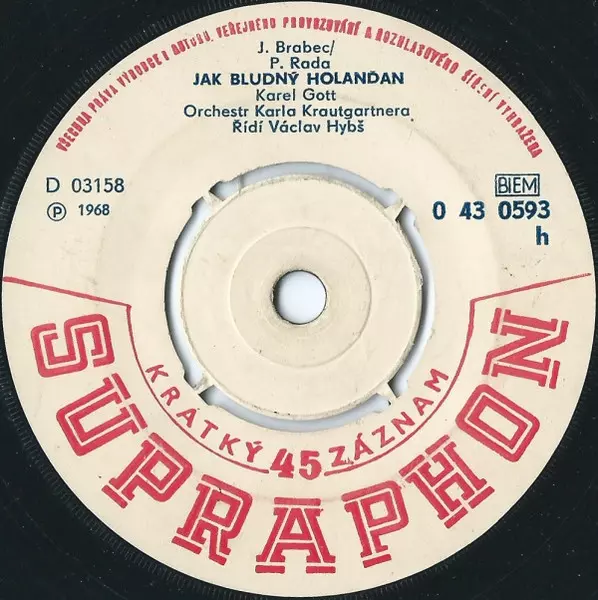 VŠECHNA PRÁVA VÝROBCE I AUTORŮ, VEŘEJNÉHO PROVOZOVÁNÍ A ROZHLASOVÉHO ŠÍŘENÍ VYHRAŽENA
J. Brabec/
P. Rada
JAK BLUDNÝ HOLANĎAN
Karel Gott
Orchestr Karla Krautgartnera
Řídí Václav Hybš
D 03158
Ⓟ 1968
BIEM
0 43 0593
h
KRÁTKÝ 45 ZÁZNAM
SUPRAPHON